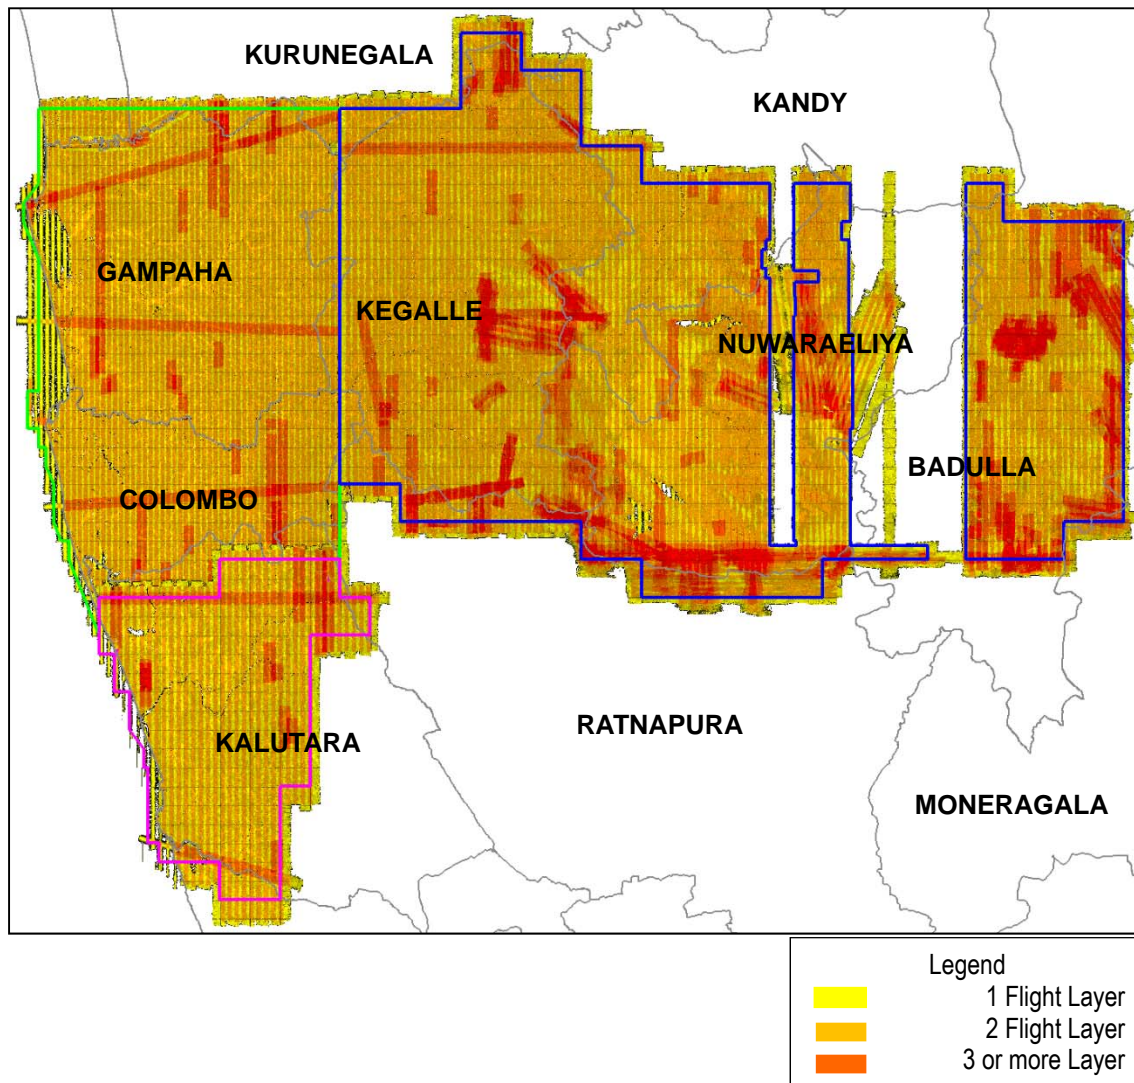 KURUNEGALA
KANDY
GAMPAHA
KEGALLE
NUWARAELIYA
BADULLA
COLOMBO
RATNAPURA
KALUTARA
MONERAGALA
Legend
1 Flight Layer
2 Flight Layer
3 or more Layer